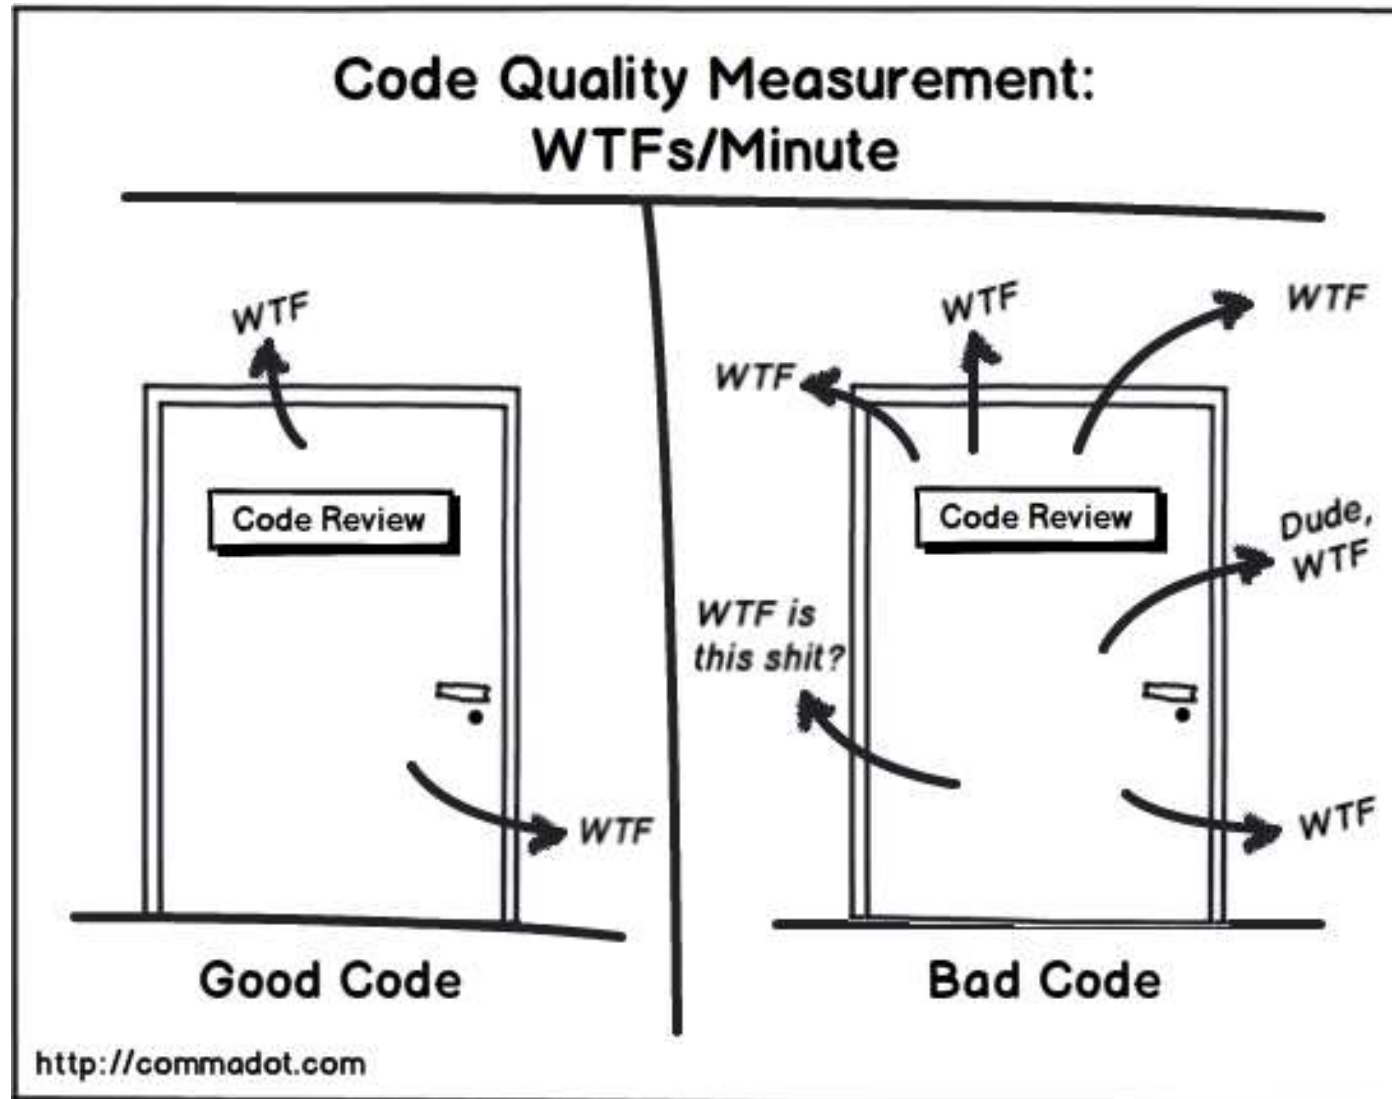 Code Quality Measurement:
WTFs/Minute
WTF
Code Review
WTF
Good Code
WTF
WTF
WTF
Code Review
Dude,
WTF
WTF is
this shit?
WTF
Bad Code
http://commadot.com